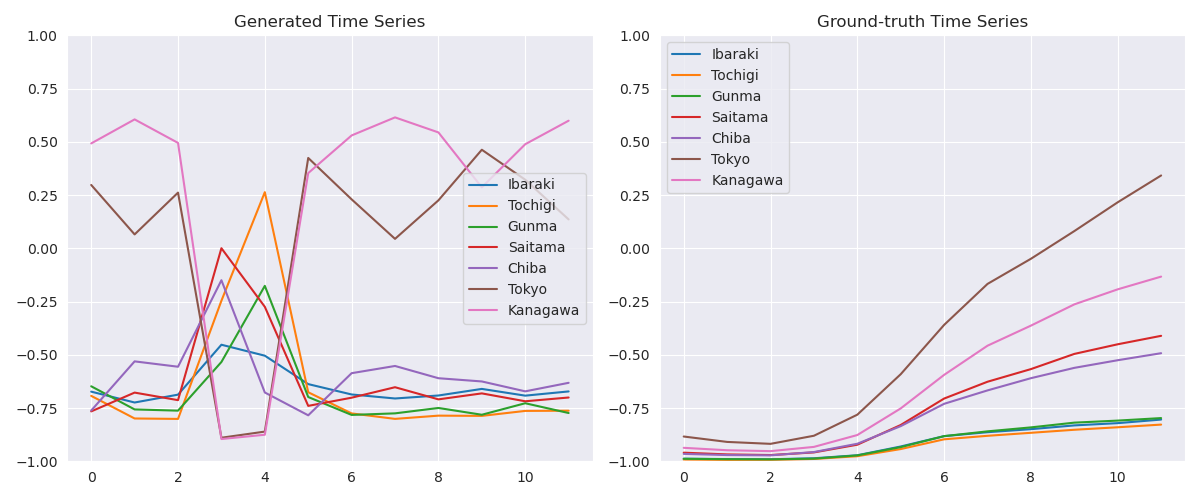 Generated Time Series
1.00
0.75
0.50
0.25
0.00
−0.25
−0.50
−0.75
−1.00
0
2
4
6
8
10
Ibaraki
Tochigi
Gunma
Saitama
Chiba
Tokyo
Kanagawa
Ground-truth Time Series
1.00
0.75
0.50
0.25
0.00
−0.25
−0.50
−0.75
−1.00
0
2
4
6
8
10
Ibaraki
Tochigi
Gunma
Saitama
Chiba
Tokyo
Kanagawa